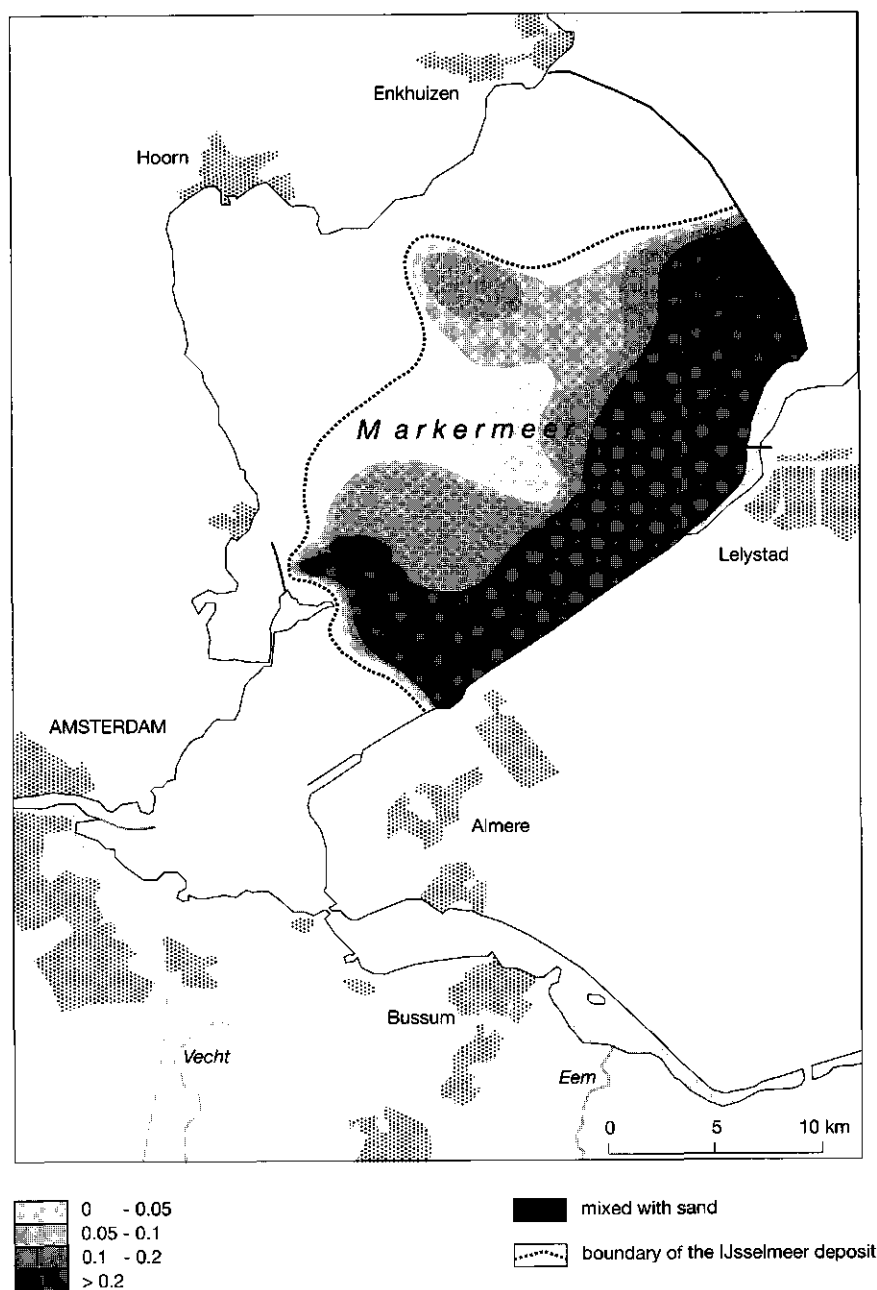 Enkhuizen
Hoorn
Markermeer
Lelystad
AMSTERDAM
Almere
Bussum
Vecht
Eem
0 5 10 km
0 - 0.05
0.05 - 0.1
0.1 - 0.2
> 0.2
mixed with sand
boundary of the IJsselmeer deposit